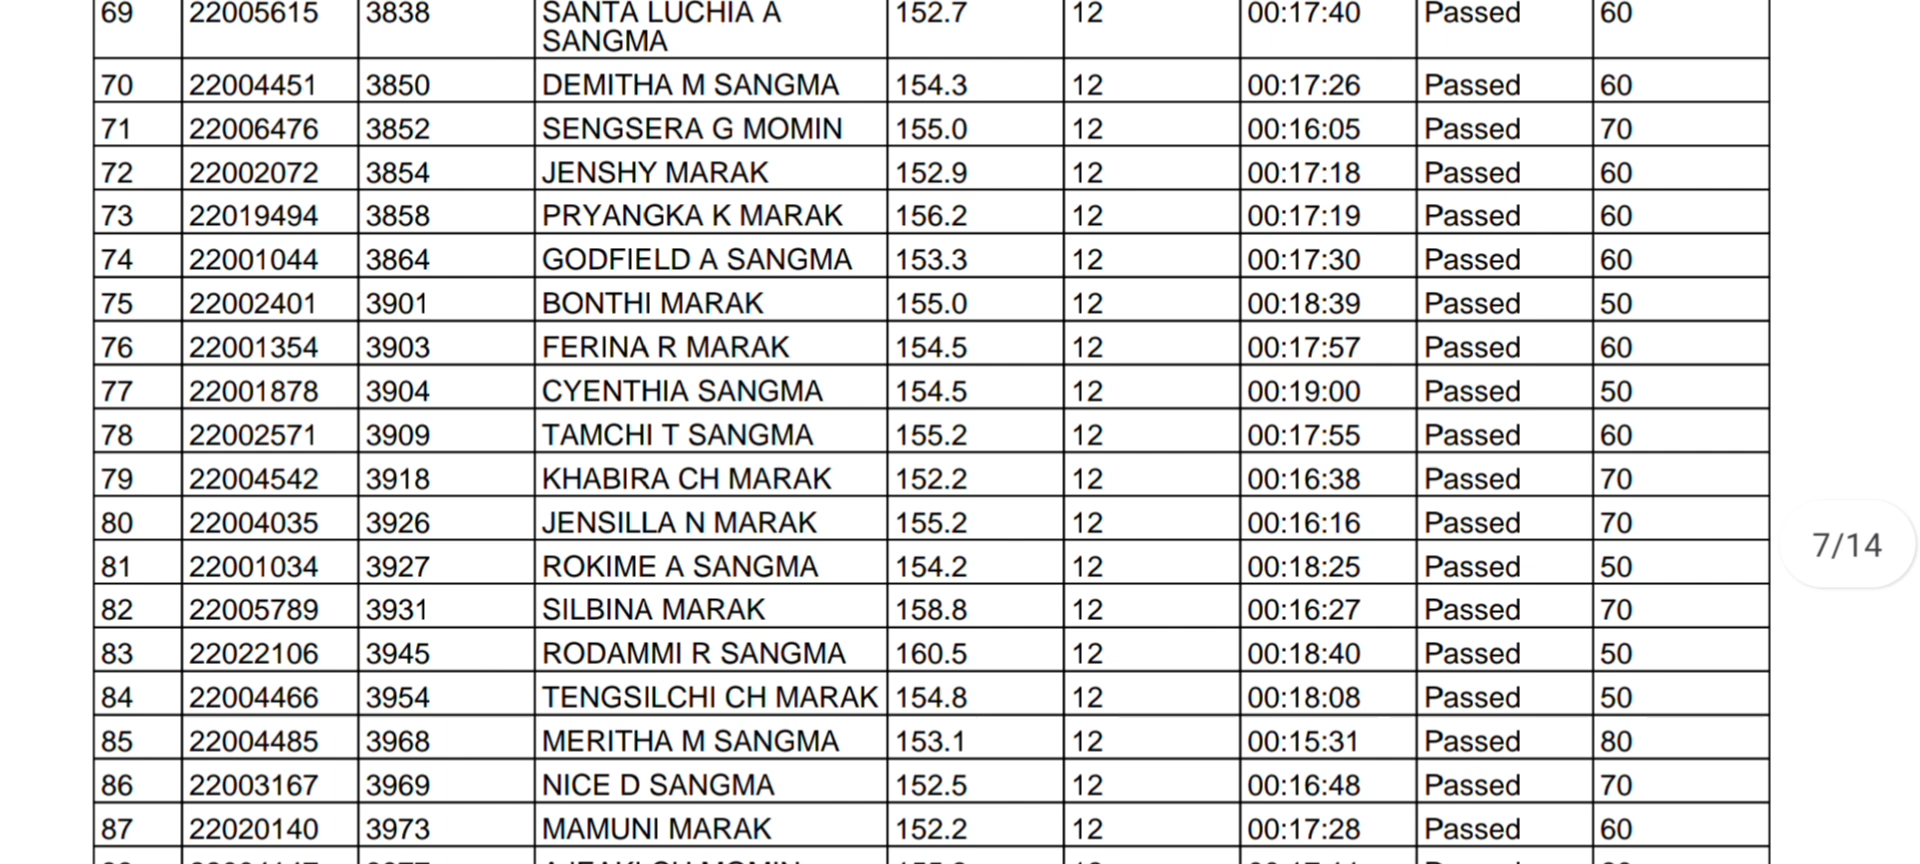 69 22005615 3838 SANTA LUCHIA A 152.7 12 00:17:40 Passed 60
SANGMA
70 22004451 3850 DEMITHA M SANGMA 154.3 12 00:17:26 Passed 60
71 22006476 3852 SENGSERA G MOMIN 155.0 12 00:16:05 Passed 70
72 22002072 3854 JENSHY MARAK 152.9 12 00:17:18 Passed 60
73 22019494 3858 PRYANGKA K MARAK 156.2 12 00:17:19 Passed 60
74 22001044 3864 GODFIELD A SANGMA 153.3 12 00:17:30 Passed 60
75 22002401 3901 BONTHI MARAK 155.0 12 00:18:39 Passed 50
76 22001354 3903 FERINA R MARAK 154.5 12 00:17:57 Passed 60
77 22001878 3904 CYENTHIA SANGMA 154.5 12 00:19:00 Passed 50
78 22002571 3909 TAMCHI T SANGMA 155.2 12 00:17:55 Passed 60
79 22004542 3918 KHABIRA CH MARAK 152.2 12 00:16:38 Passed 70
80 22004035 3926 JENSILLA N MARAK 155.2 12 00:16:16 Passed 70
7/14
81 22001034 3927 ROKIME A SANGMA 154.2 12 00:18:25 Passed 50
82 22005789 3931 SILBINA MARAK 158.8 12 00:16:27 Passed 70
83 22022106 3945 RODAMMI R SANGMA 160.5 12 00:18:40 Passed 50
84 22004466 3954 TENGSILCHI CH MARAK 154.8 12 00:18:08 Passed 50
85 22004485 3968 MERITHA M SANGMA 153.1 12 00:15:31 Passed 80
86 22003167 3969 NICE D SANGMA 152.5 12 00:16:48 Passed 70
87 22020140 3973 MAMUNI MARAK 152.2 12 00:17:28 Passed 60